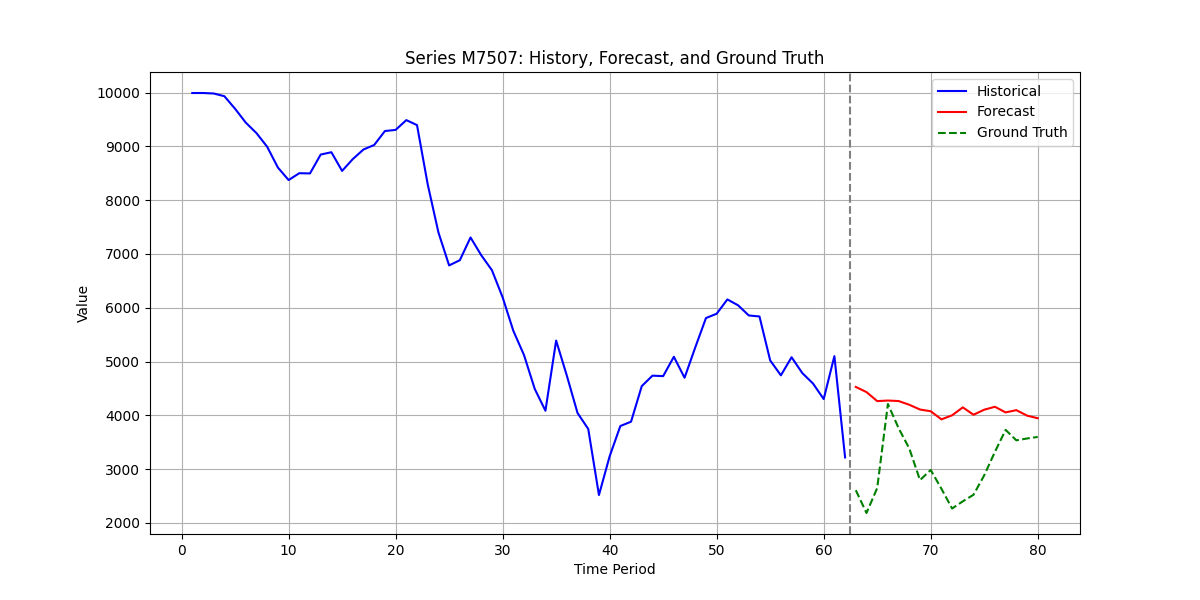 Series M7507: History, Forecast, and Ground Truth
Historical
Forecast
Ground Truth
10000
9000
8000
7000
6000
5000
4000
3000
2000
Value
0 10 20 30 40 50 60 70 80
Time Period